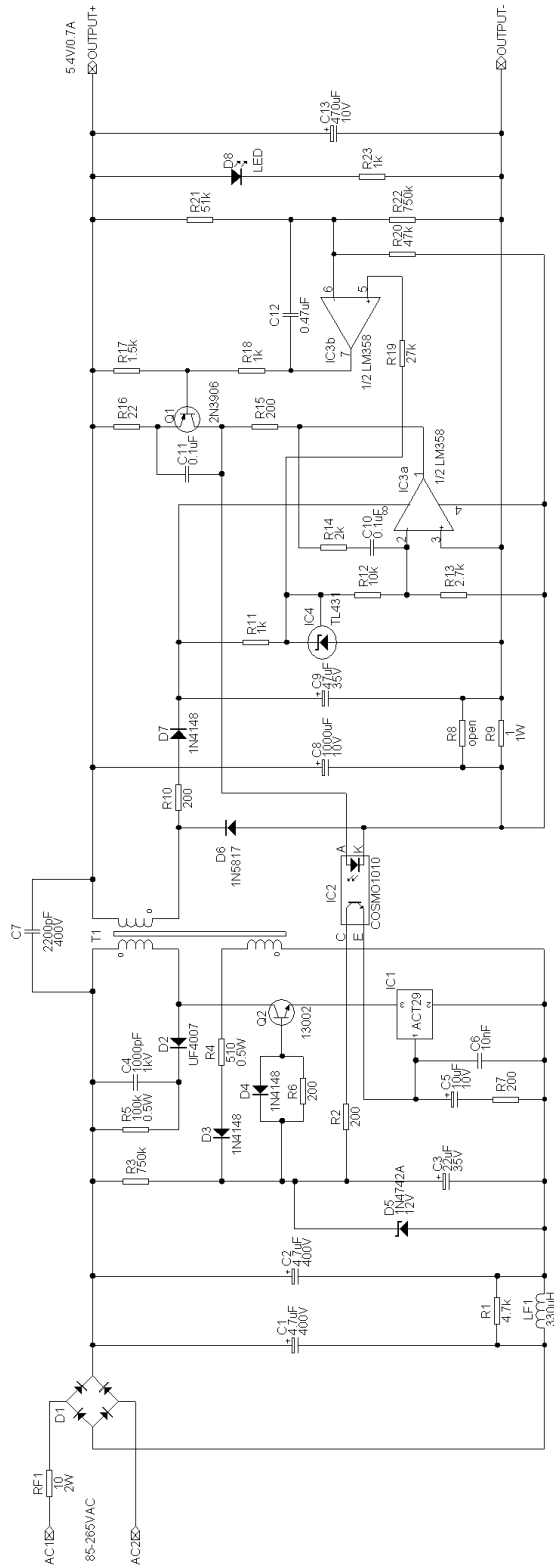 AC1
RF1
10
2W
85-265VAC
AC2
D1
C1
4.7uF
400V
C2
4.7uF
400V
R1
4.7k
LF1
330uH
D5
1N4742A
12V
R3
750k
R5
100k
0.5W
C4
1000pF
1kV
D2
UF4007
D3
1N4148
R4
510
0.5W
D4
1N4148
R6
200
Q2
13002
R2
200
C3
22uF
35V
C5
10uF
10V
R7
200
C6
10nF
IC1
ACT29
1
2
3
C7
2200pF
400V
T1
IC2
C
E
A
K
COSMO1010
D6
1N5817
R10
200
D7
1N4148
C8
1000uF
10V
C9
47uF
35V
R8
open
R9
1
1W
R11
1k
IC4
TL431
R12
10k
R13
2.7k
R14
2k
C10
0.1uF
IC3a
1/2 LM358
1
2
3
4
8
R16
22
C11
0.1uF
Q1
2N3906
R15
200
R17
1.5k
R18
1k
C12
0.47uF
IC3b
1/2 LM358
5
6
7
R19
27k
R21
51k
R20
47k
R22
750k
D8
LED
R23
1k
C13
470uF
10V
5.4V/0.7A
OUTPUT+
OUTPUT-